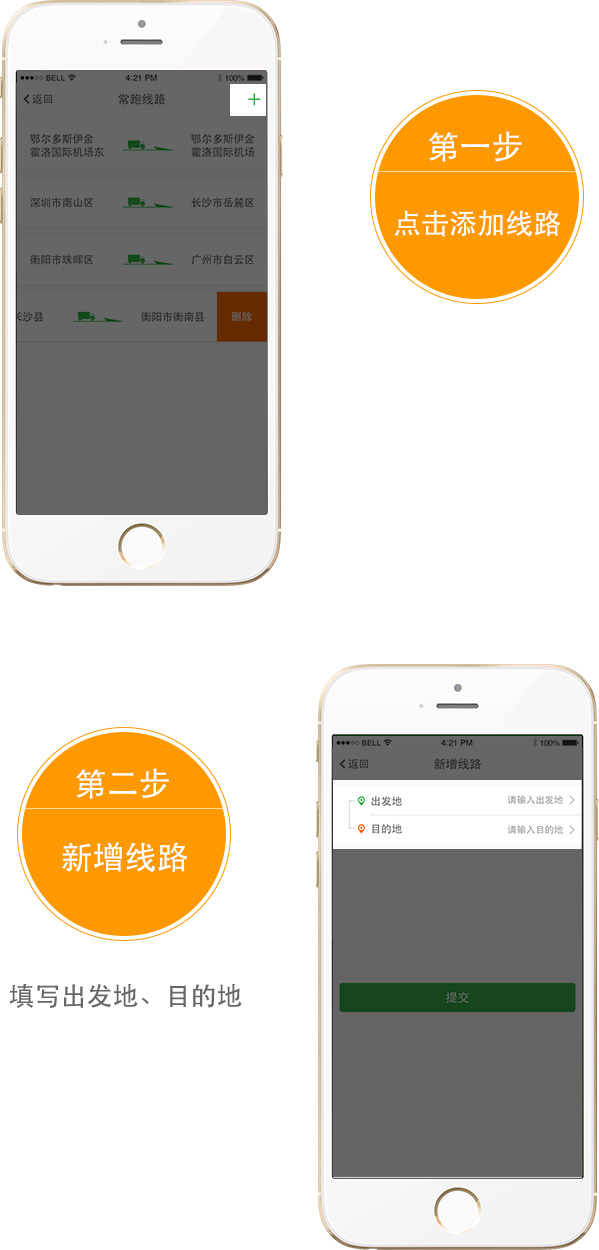 BELL 4:21 PM 100%
返回 常跑线路 +
鄂尔多斯伊金 鄂尔多斯伊金
霍洛国际机场东 霍洛国际机场
深圳市南山区 长沙市岳麓区
衡阳市珠晖区 广州市白云区
长沙县 衡阳市衡南县 删除
第一步
点击添加线路
第二步
新增线路
填写出发地、目的地
BELL 4:21 PM 100%
返回 新增线路
出发地 请输入出发地
目的地 请输入目的地
提交